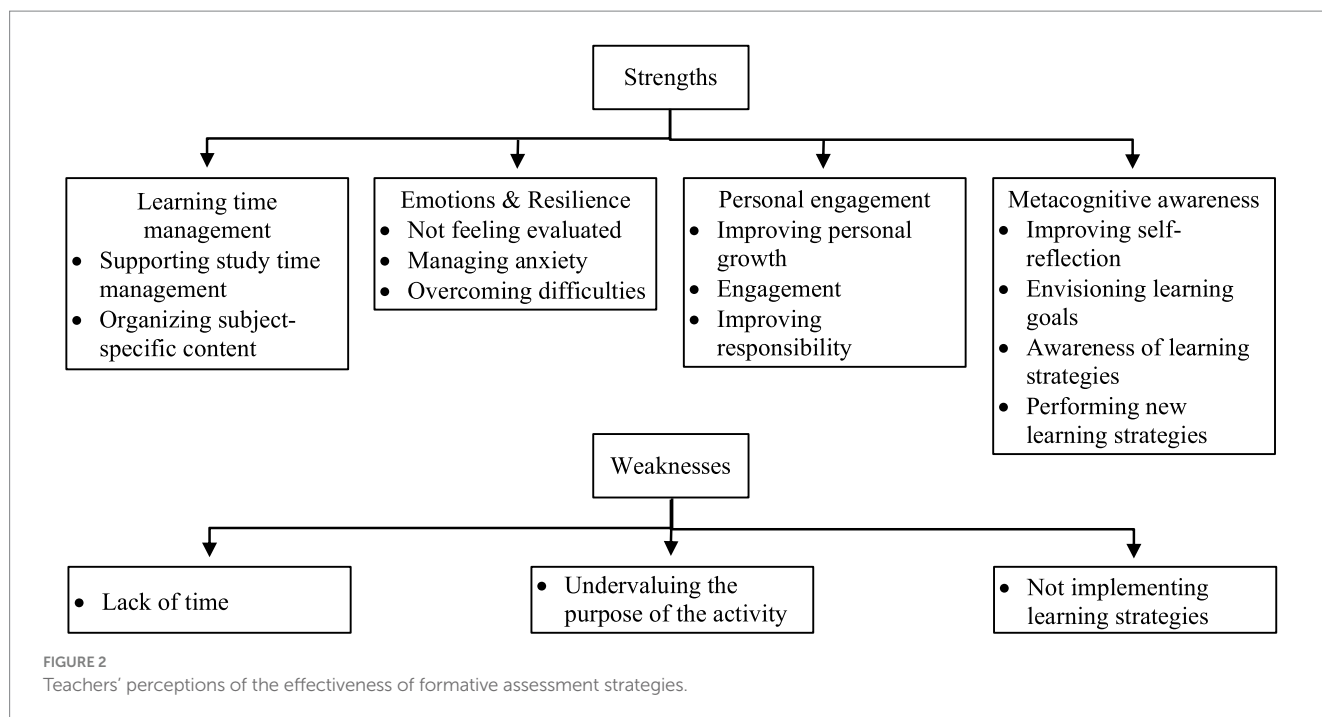 Strengths
Learning time
management
• Supporting study time
management
• Organizing subject-
specific content
Emotions & Resilience
• Not feeling evaluated
• Managing anxiety
• Overcoming difficulties
Personal engagement
• Improving personal
growth
• Engagement
• Improving
responsibility
Metacognitive awareness
• Improving self-
reflection
• Envisioning learning
goals
• Awareness of learning
strategies
• Performing new
learning strategies
Weaknesses
• Lack of time
• Undervaluing the
purpose of the activity
• Not implementing
learning strategies
FIGURE 2
Teachers’ perceptions of the effectiveness of formative assessment strategies.